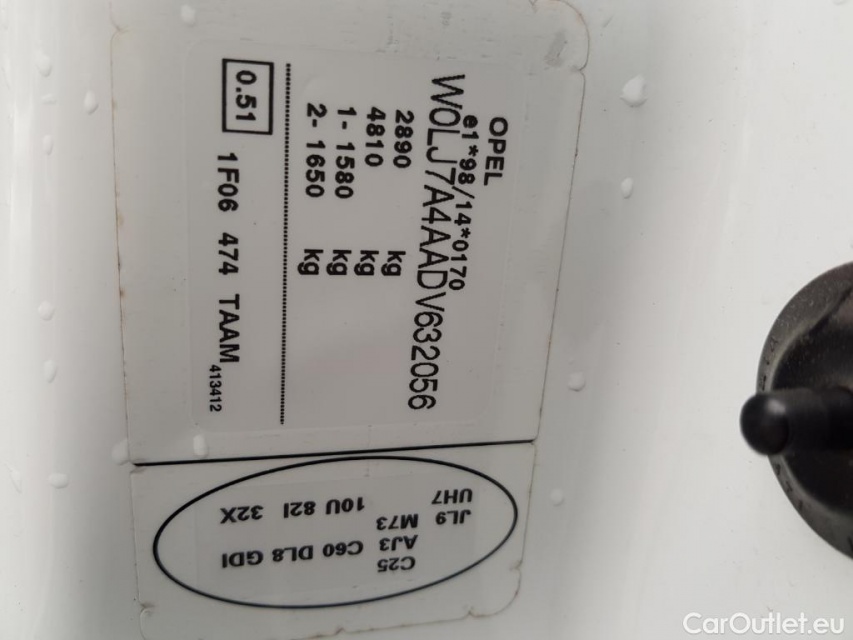 OPEL
e1*98/14*0170
W0LJ7A4AADV632056
2890 kg
4810 kg
1- 1580 kg
2- 1650 kg
0.51 1F06 474 TAAM
413412
C25
AJ3 C60 DL8 GDI
JL9 M73 10U 82I 32X
UH7
CarOutlet.eu